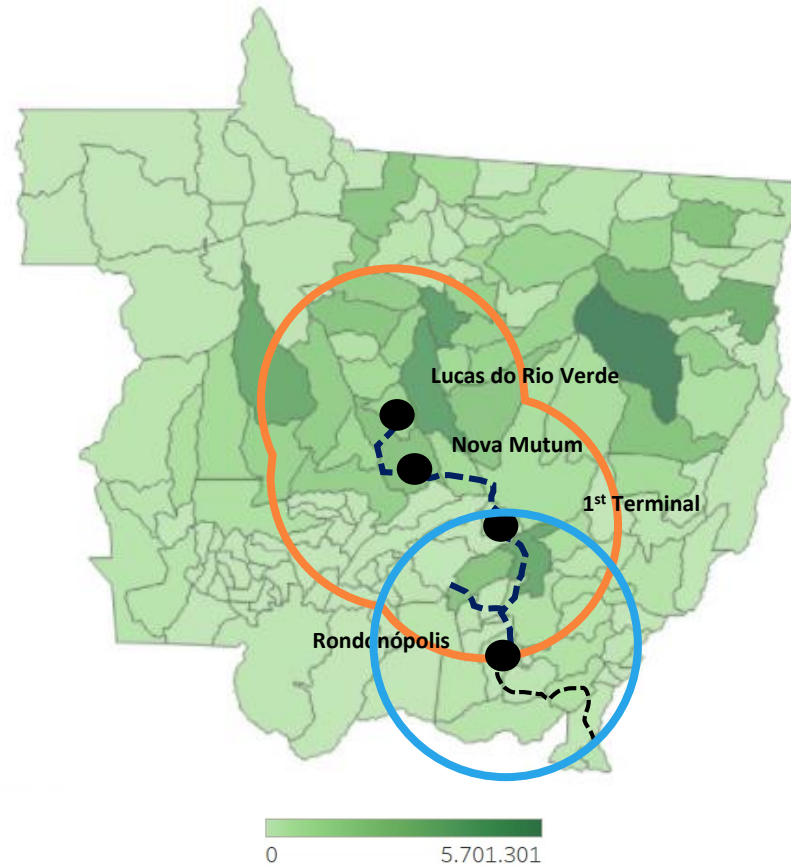 Lucas do Rio Verde
Nova Mutum
1st Terminal
Rondonópolis
0 5.701.301